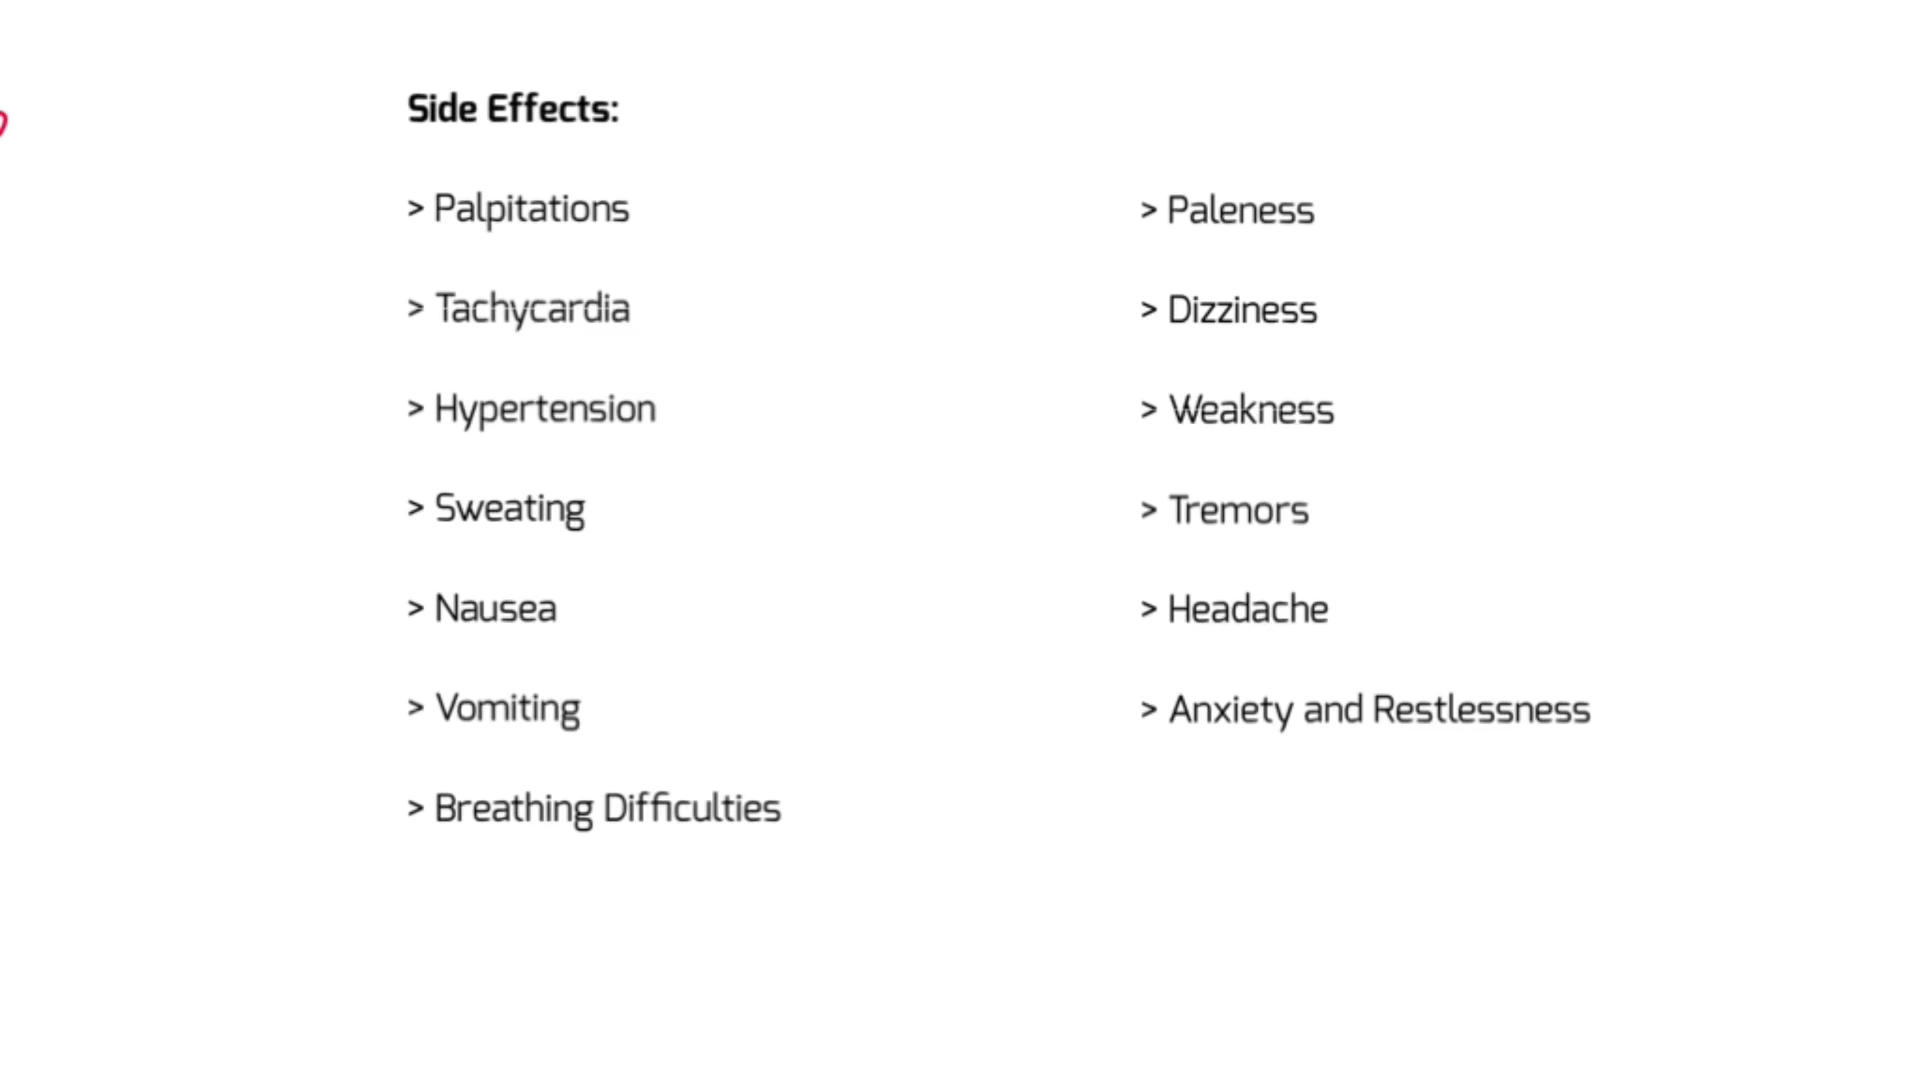 Side Effects:
> Palpitations
> Tachycardia
> Hypertension
> Sweating
> Nausea
> Vomiting
> Breathing Difficulties
> Paleness
> Dizziness
> Weakness
> Tremors
> Headache
> Anxiety and Restlessness